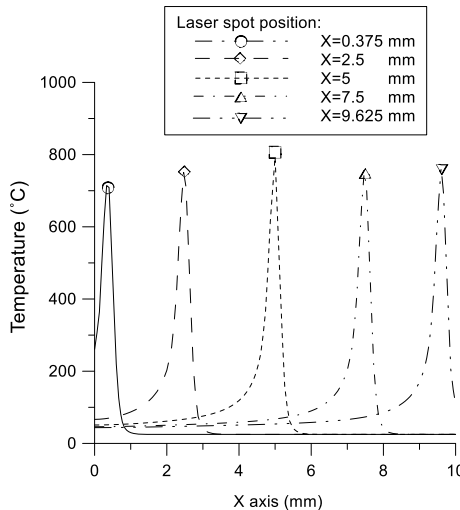 Laser spot position:
X=0.375 mm
X=2.5 mm
X=5 mm
X=7.5 mm
X=9.625 mm
1000
800
600
400
200
0
Temperature (°C)
0 2 4 6 8 10
X axis (mm)